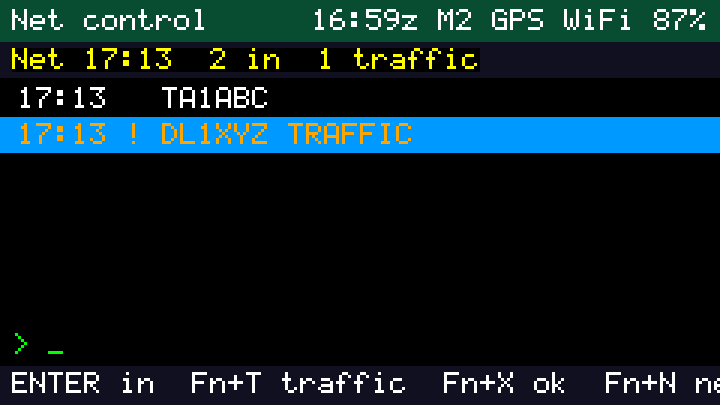 Net control 16:59z M2 GPS WiFi 87%
Net 17:13 2 in 1 traffic
17:13 TA1ABC
17:13 ! DL1XYZ TRAFFIC
> _
ENTER in Fn+T traffic Fn+X ok Fn+N ne